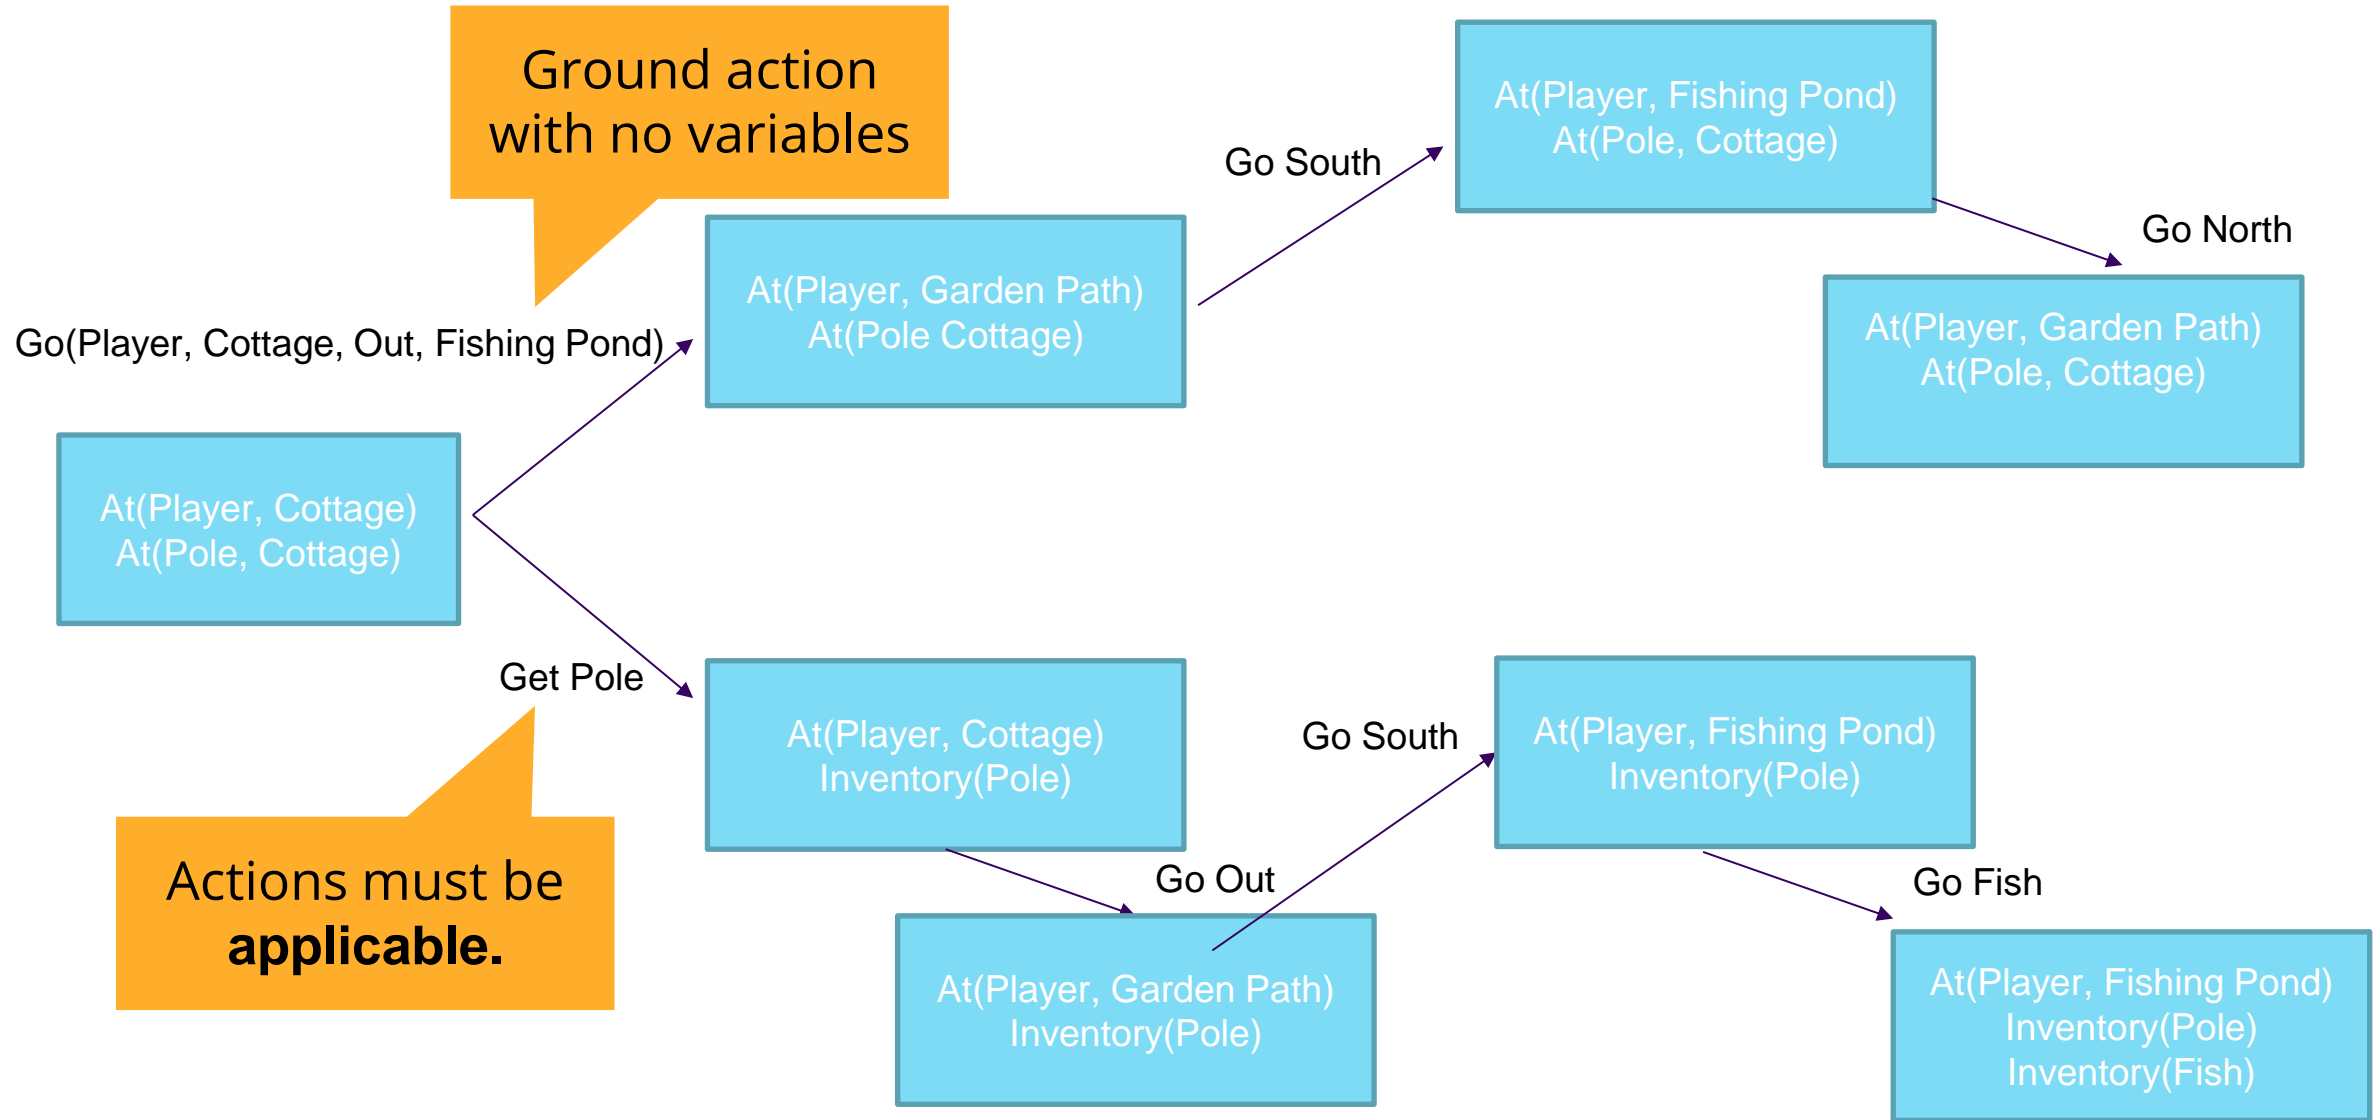 Ground action
with no variables
At(Player, Fishing Pond)
At(Pole, Cottage)
Go South
Go North
At(Player, Garden Path)
At(Pole Cottage)
Go(Player, Cottage, Out, Fishing Pond)
At(Player, Garden Path)
At(Pole, Cottage)
At(Player, Cottage)
At(Pole, Cottage)
Get Pole
At(Player, Cottage)
Inventory(Pole)
Go South
At(Player, Fishing Pond)
Inventory(Pole)
Actions must be
applicable.
Go Out
Go Fish
At(Player, Garden Path)
Inventory(Pole)
At(Player, Fishing Pond)
Inventory(Pole)
Inventory(Fish)